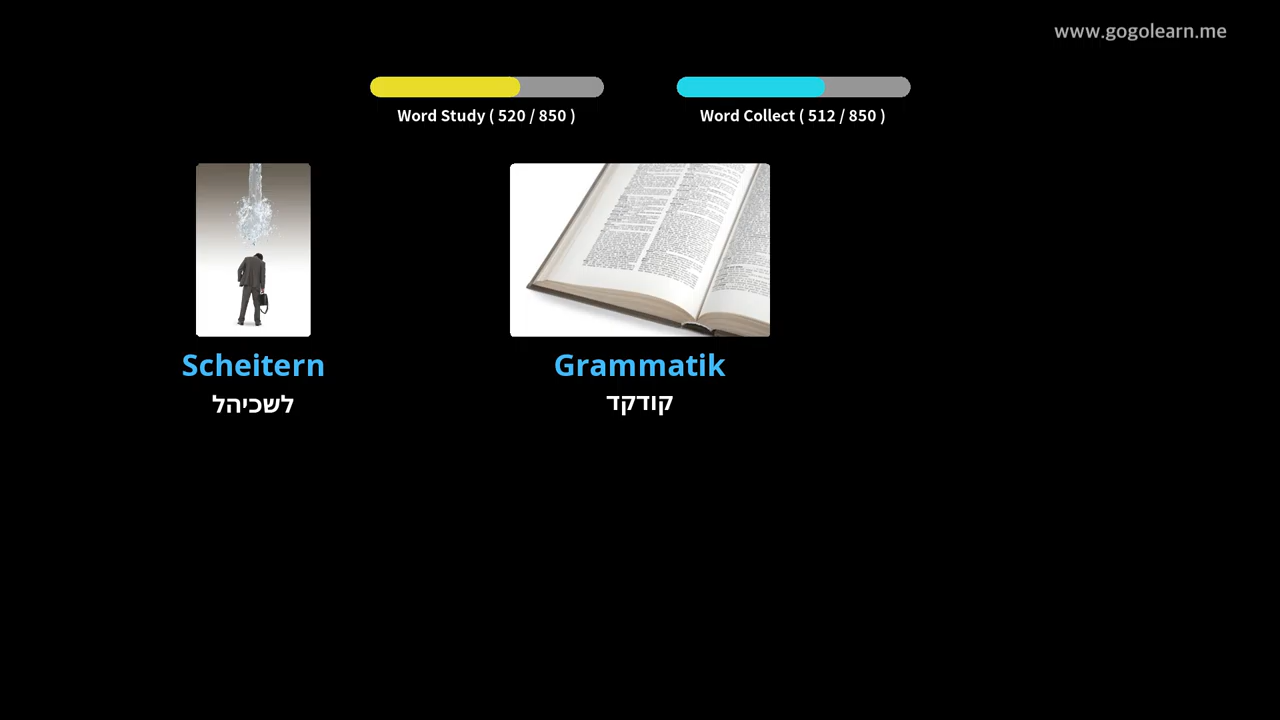 www.gogolearn.me
Word Study ( 520 / 850 )
Word Collect ( 512 / 850 )
Scheitern
לשכיהל
Grammatik
קודקד